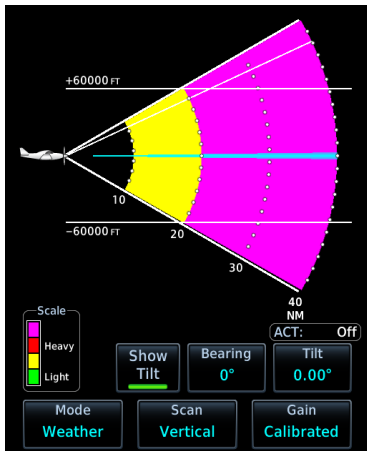 +60000 FT
10
-60000 FT
20
30
40
NM
Scale
Heavy
Light
ACT: Off
Show
Tilt
Bearing
0°
Tilt
0.00°
Mode
Weather
Scan
Vertical
Gain
Calibrated